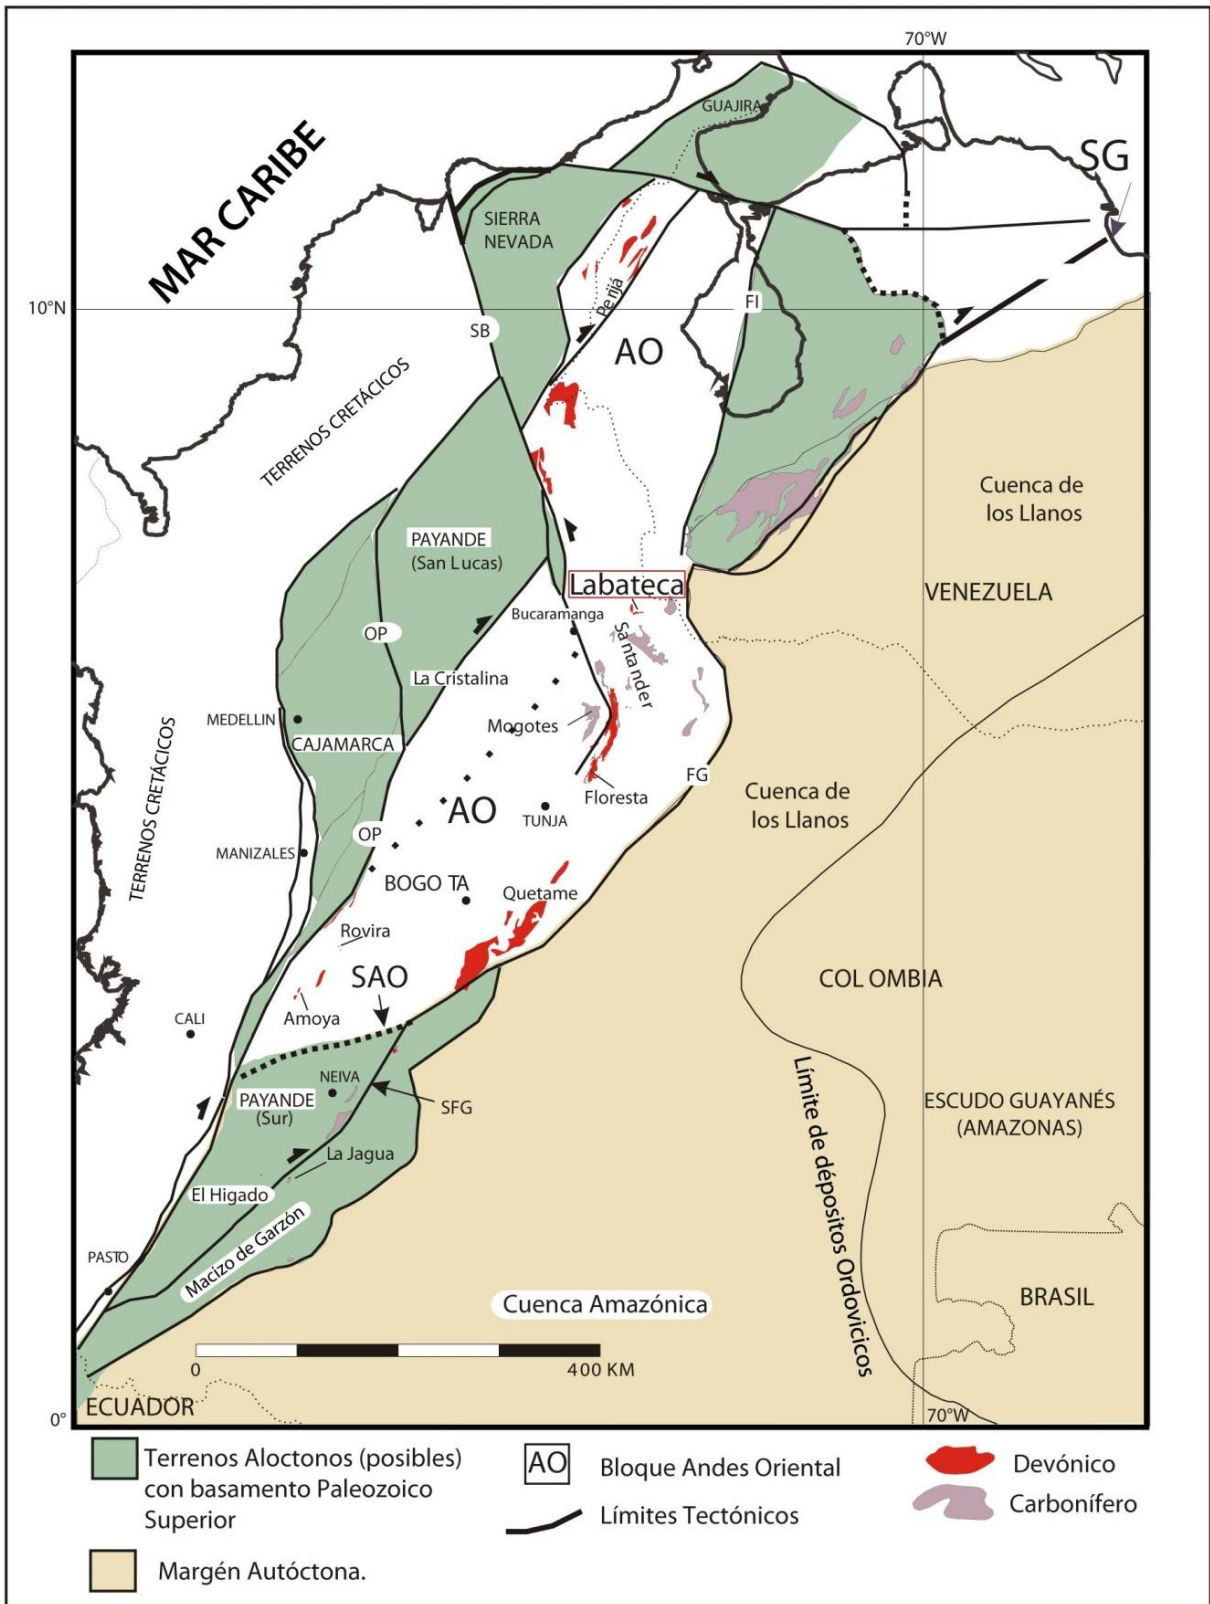 70°W
GUAJIRA
MAR CARIBE
SG
SIERRA
NEVADA
Perijá
10°N
SB
FI
AO
TERRENOS CRETÁCICOS
Cuenca de
los Llanos
PAYANDE
(San Lucas)
Labateca
VENEZUELA
Bucaramanga
OP
Santander
La Cristalina
MEDELLIN
Mogotes
CAJAMARCA
TERRENOS CRETÁCICOS
FG
Floresta
Cuenca de
los Llanos
AO
TUNJA
OP
MANIZALES
BOGO TA
Quetame
Rovira
SAO
COL OMBIA
CALI
Amoya
Límite de dépositos Ordovicicos
NEIVA
PAYANDE
(Sur)
SFG
ESCUDO GUAYANÉS
(AMAZONAS)
La Jagua
El Higado
Macizo de Garzón
PASTO
Cuenca Amazónica
BRASIL
0
400 KM
ECUADOR
0°
70°W
Terrenos Aloctonos (posibles)
con basamento Paleozoico
Superior
AO
Bloque Andes Oriental
Límites Tectónicos
Devónico
Carbonífero
Margén Autóctona.